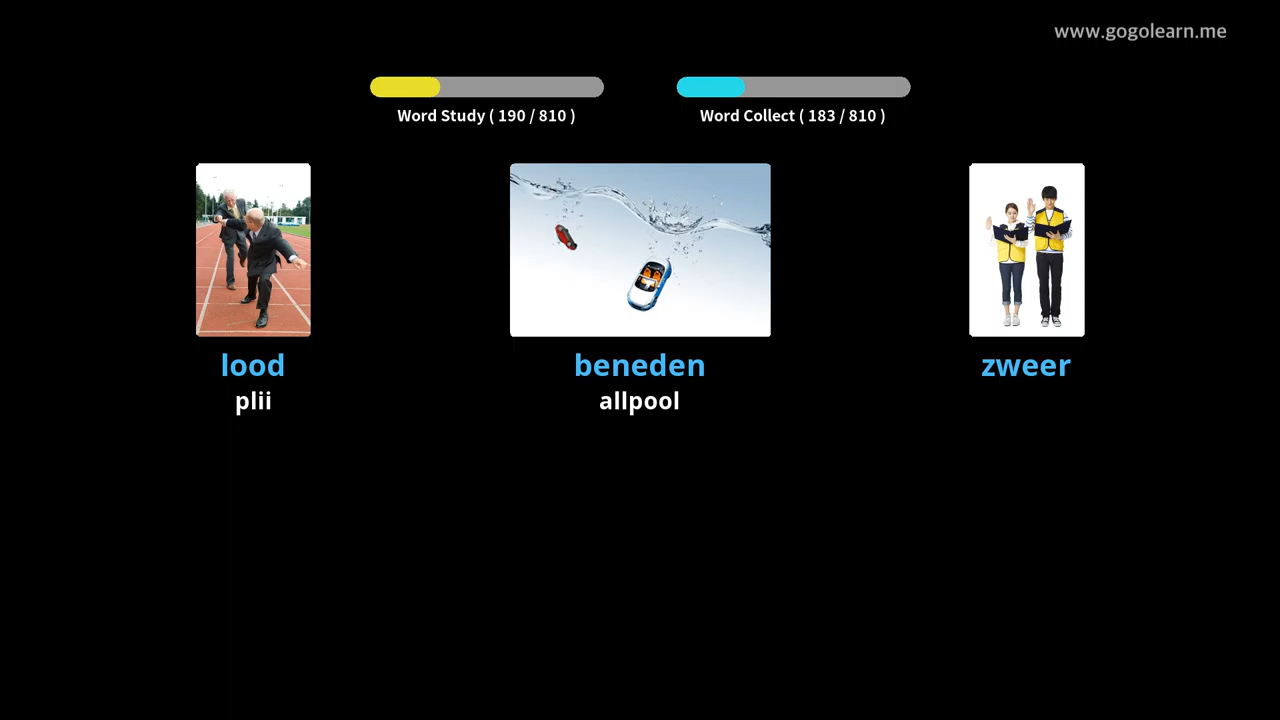 www.gogolearn.me
Word Study ( 190 / 810 )
Word Collect ( 183 / 810 )
lood
beneden
zweer
plii
allpool